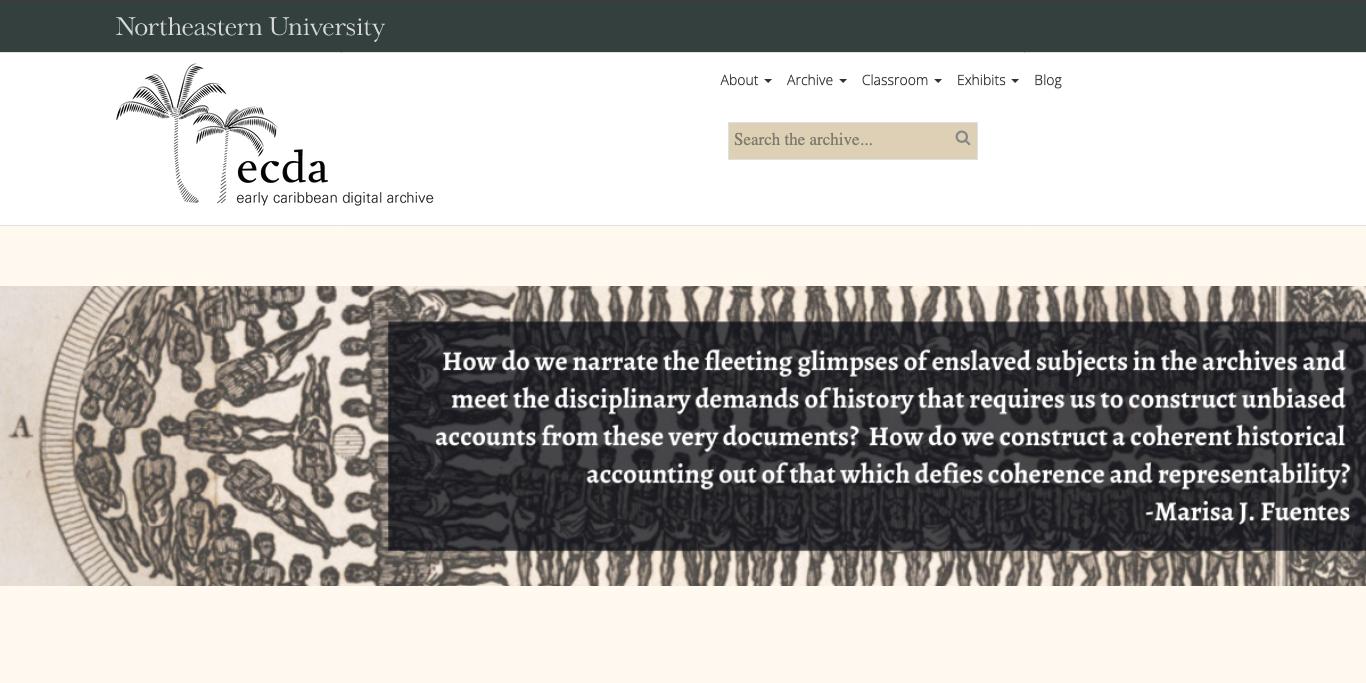 Northeastern University
ecda
early caribbean digital archive
About
Archive
Classroom
Exhibits
Blog
Search the archive...
A
How do we narrate the fleeting glimpses of enslaved subjects in the archives and
meet the disciplinary demands of history that requires us to construct unbiased
accounts from these very documents? How do we construct a coherent historical
accounting out of that which defies coherence and representability?
-Marisa J. Fuentes